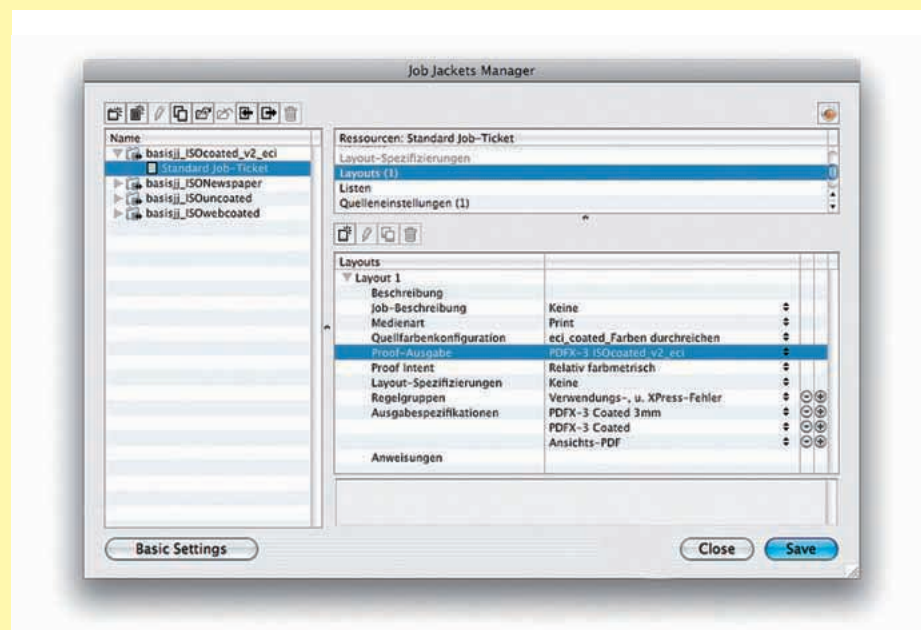 Job Jackets Manager
Name
basisjj_ISOcoated_v2_eci
Standard Job-Ticket
basisjj_ISONewspaper
basisjj_ISOuncoated
basisjj_ISOwebcoated
Ressourcen: Standard Job-Ticket
Layout-Spezifizierungen
Layouts (1)
Listen
Quelleneinstellungen (1)
Layouts
Layout 1
Beschreibung
Job-Beschreibung Keine
Medienart Print
Quellfarbenkonfiguration eci_coated_Farben durchreichen
Proof-Ausgabe PDFX-3 ISOcoated_v2_eci
Proof Intent Relativ farbmetrisch
Layout-Spezifizierungen Keine
Regelgruppen Verwendungs-, u. XPress-Fehler
Ausgabespezifikationen PDFX-3 Coated 3mm
PDFX-3 Coated
Ansichts-PDF
Anweisungen
Basic Settings
Close
Save